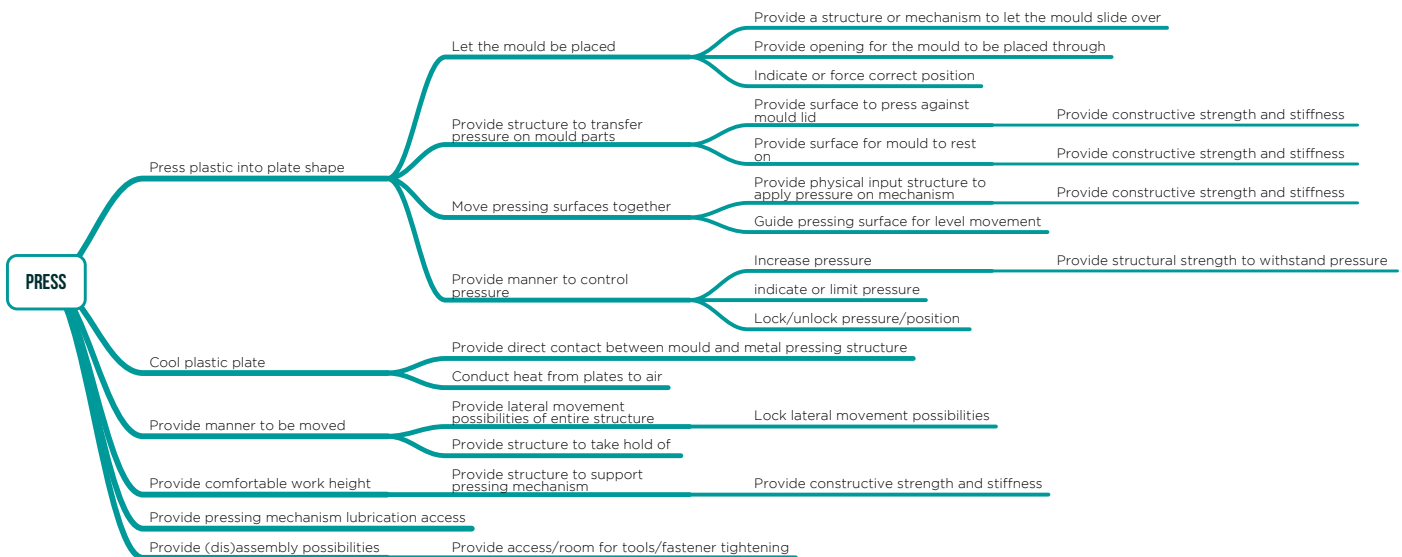 Provide a structure or mechanism to let the mould slide over
Let the mould be placed
Provide opening for the mould to be placed through
Indicate or force correct position
Provide surface to press against
mould lid
Provide constructive strength and stiffness
Provide structure to transfer
pressure on mould parts
Provide surface for mould to rest
on
Provide constructive strength and stiffness
Press plastic into plate shape
Provide physical input structure to
apply pressure on mechanism
Provide constructive strength and stiffness
Move pressing surfaces together
Guide pressing surface for level movement
Increase pressure
Provide structural strength to withstand pressure
PRESS
Provide manner to control
pressure
indicate or limit pressure
Lock/unlock pressure/position
Provide direct contact between mould and metal pressing structure
Cool plastic plate
Conduct heat from plates to air
Provide lateral movement
possibilities of entire structure
Lock lateral movement possibilities
Provide manner to be moved
Provide structure to take hold of
Provide comfortable work height
Provide structure to support
pressing mechanism
Provide constructive strength and stiffness
Provide pressing mechanism lubrication access
Provide (dis)assembly possibilities
Provide access/room for tools/fastener tightening